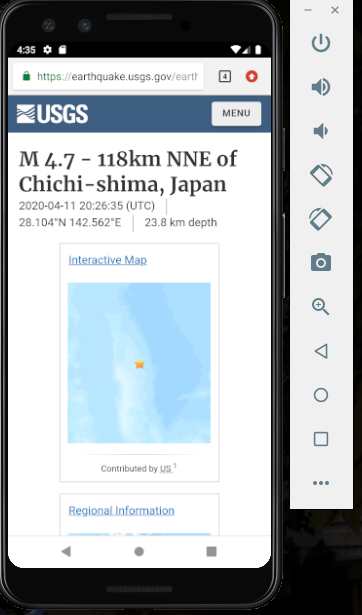 4:35
https://earthquake.usgs.gov/earth
4
USGS
MENU
M 4.7 - 118km NNE of
Chichi-shima, Japan
2020-04-11 20:26:35 (UTC)
28.104°N 142.562°E
23.8 km depth
Interactive Map
Contributed by US 1
Regional Information